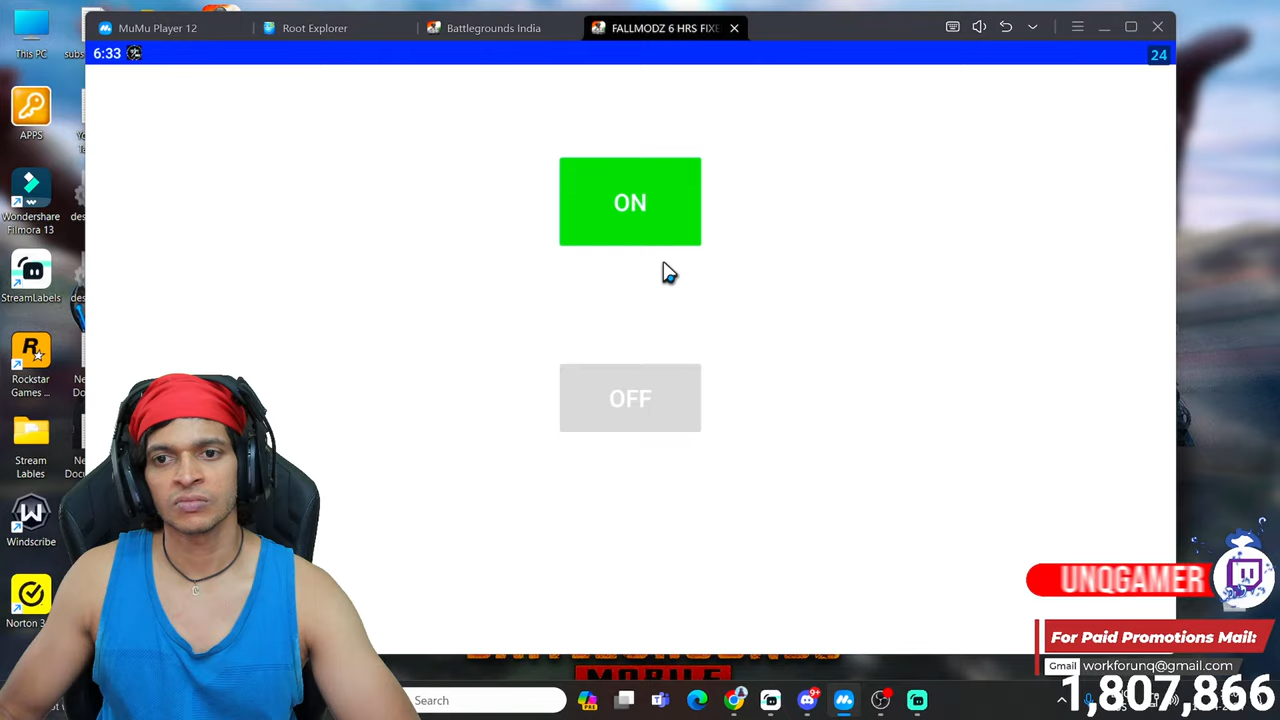 MuMu Player 12
Root Explorer
Battlegrounds India
FALLMODZ 6 HRS FIXE
6:33
24
This PC
subs
APPS
Wondershare
Filmora 13
StreamLabels
Rockstar
Games ...
Stream
Lables
Windscribe
Norton 3
ON
OFF
UNQGAMER
For Paid Promotions Mail:
Gmail workforunq@gmail.com
1,807,866
MOBILE
Search